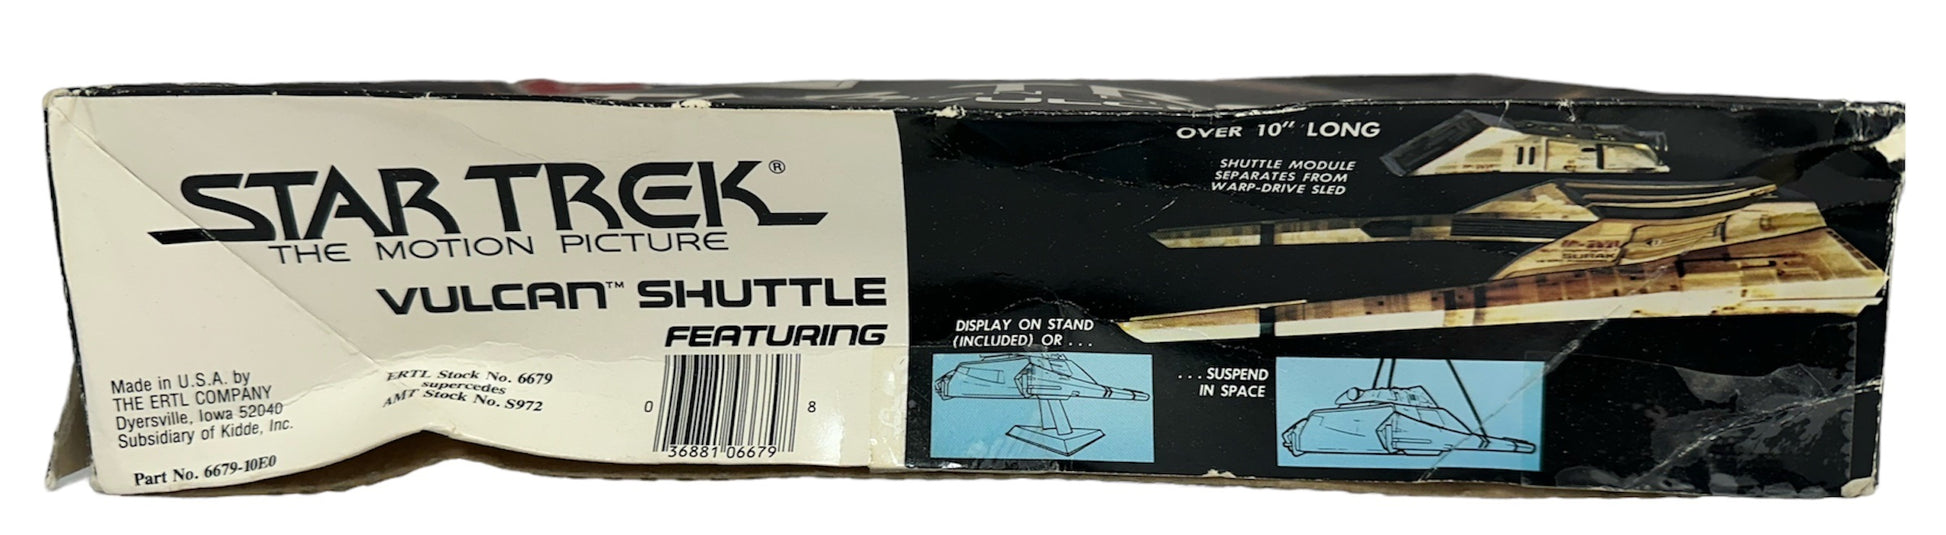 STAR TREK®
THE MOTION PICTURE
VULCAN™ SHUTTLE
FEATURING
Made in U.S.A. by
THE ERTL COMPANY
Dyersville, Iowa 52040
Subsidiary of Kidde, Inc.
Part No. 6679-10E0
ERTL Stock No. 6679
supercedes
AMT Stock No. S972
0 36881 06679 8
OVER 10" LONG
SHUTTLE MODULE
SEPARATES FROM
WARP-DRIVE SLED
SURAK
DISPLAY ON STAND
(INCLUDED) OR . . .
. . . SUSPEND
IN SPACE